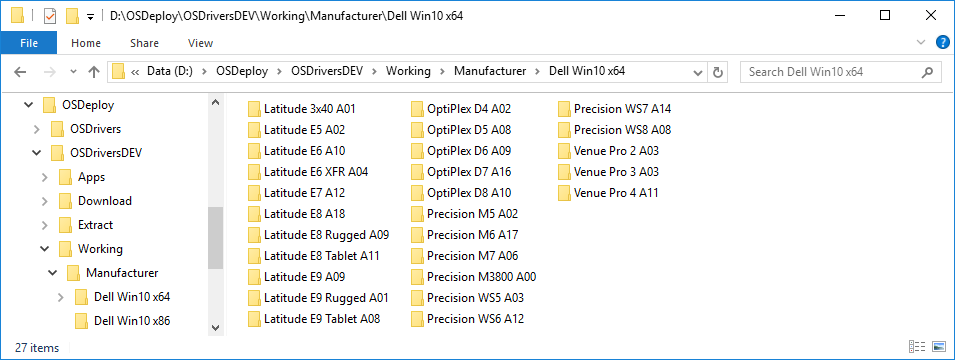 D:\OSDeploy\OSDriversDEV\Working\Manufacturer\Dell Win10 x64
File Home Share View
Data (D:) OSDeploy OSDriversDEV Working Manufacturer Dell Win10 x64
Search Dell Win10 x64
OSDeploy
OSDrivers
OSDriversDEV
Apps
Download
Extract
Working
Manufacturer
Dell Win10 x64
Dell Win10 x86
Latitude 3x40 A01
Latitude E5 A02
Latitude E6 A10
Latitude E6 XFR A04
Latitude E7 A12
Latitude E8 A18
Latitude E8 Rugged A09
Latitude E8 Tablet A11
Latitude E9 A09
Latitude E9 Rugged A01
Latitude E9 Tablet A08
OptiPlex D4 A02
OptiPlex D5 A08
OptiPlex D6 A09
OptiPlex D7 A16
OptiPlex D8 A10
Precision M5 A02
Precision M6 A17
Precision M7 A06
Precision M3800 A00
Precision WS5 A03
Precision WS6 A12
Precision WS7 A14
Precision WS8 A08
Venue Pro 2 A03
Venue Pro 3 A03
Venue Pro 4 A11
27 items